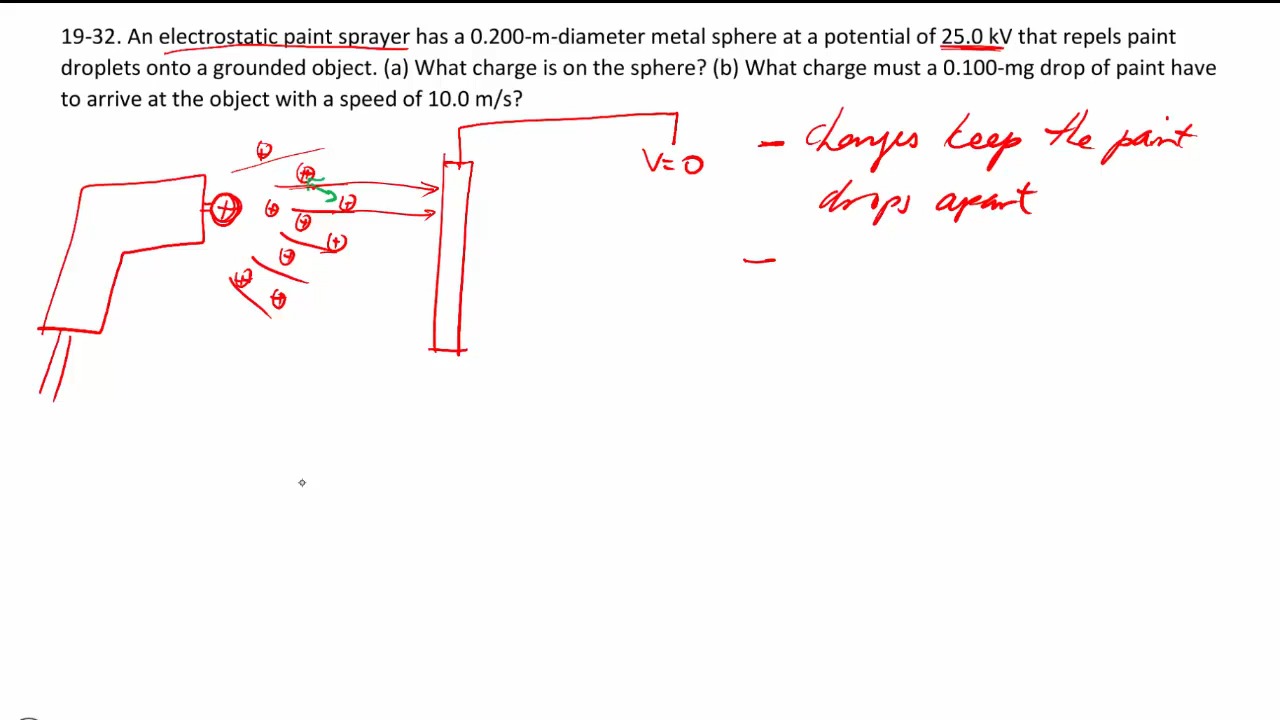 19-32. An electrostatic paint sprayer has a 0.200-m-diameter metal sphere at a potential of 25.0 kV that repels paint
droplets onto a grounded object. (a) What charge is on the sphere? (b) What charge must a 0.100-mg drop of paint have
to arrive at the object with a speed of 10.0 m/s?
- charges keep the paint
drops apart
V=0
-